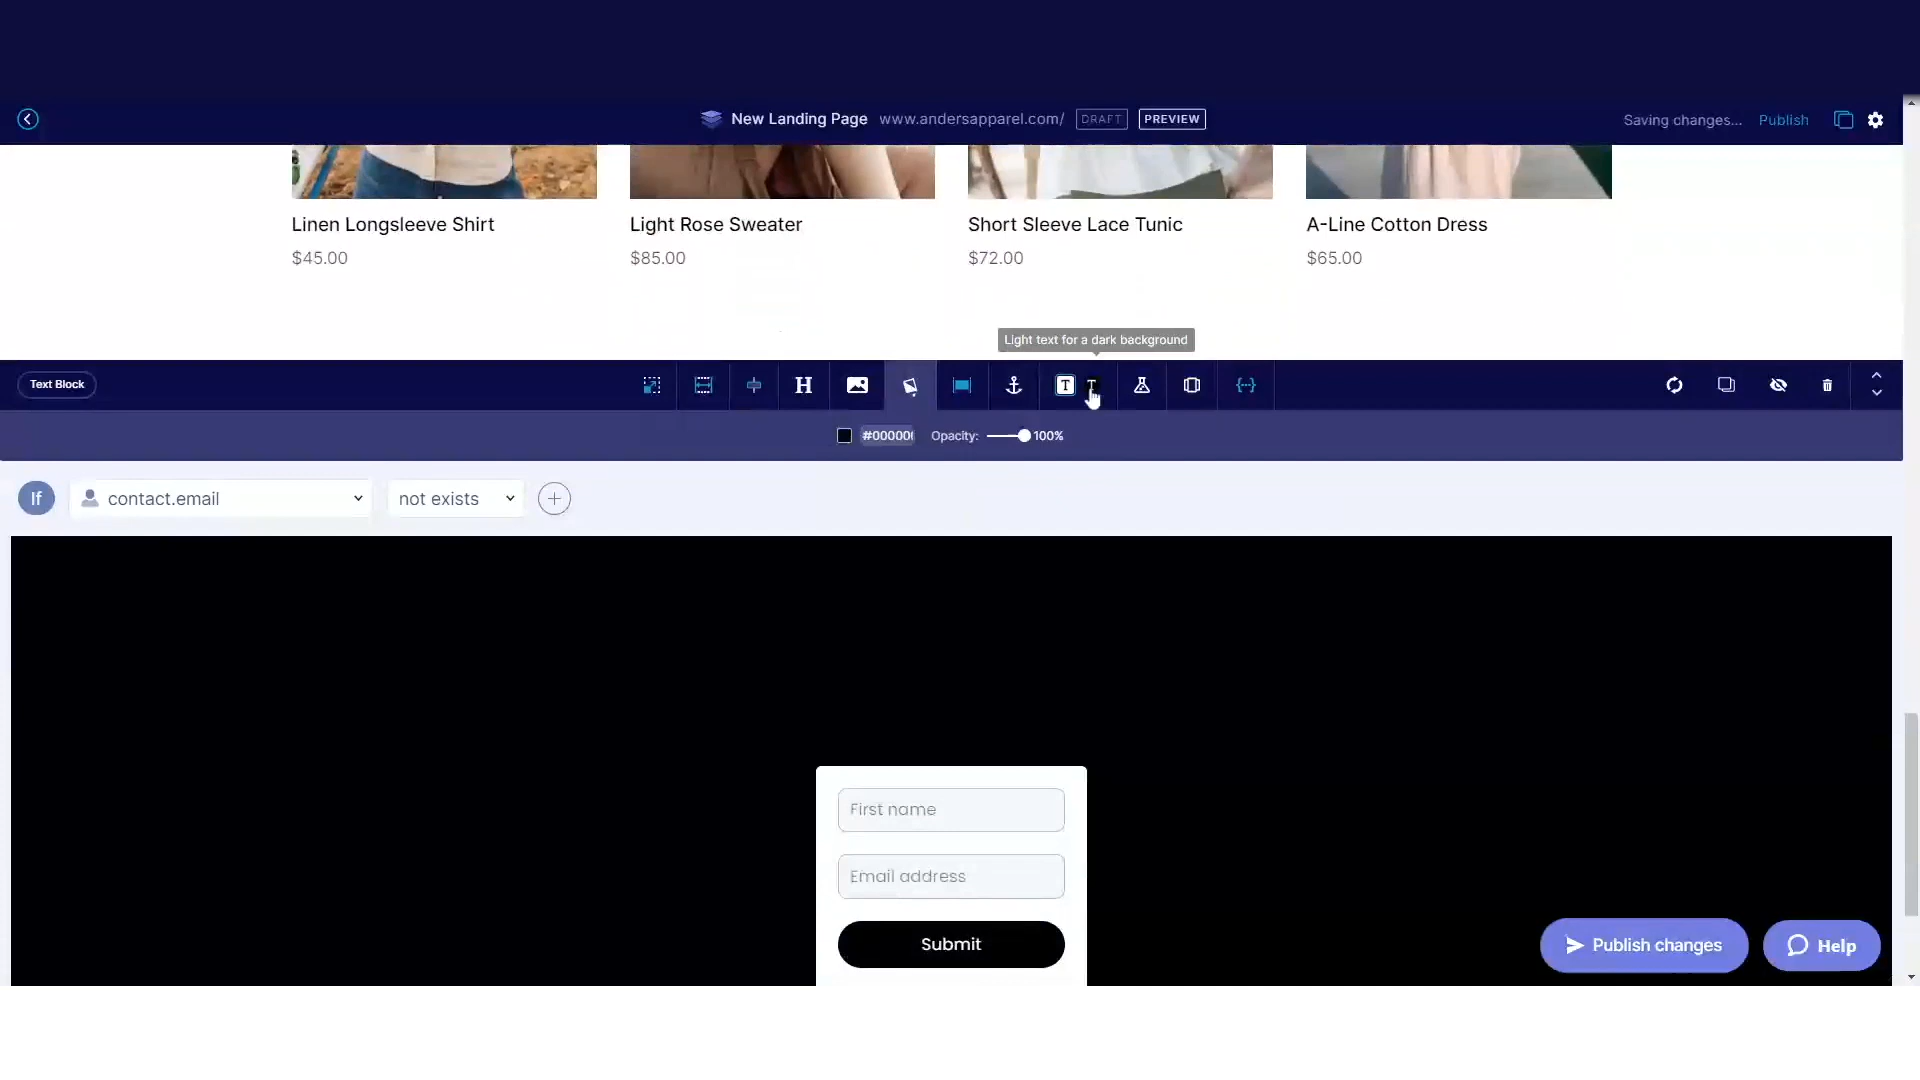 New Landing Page www.andersapparel.com/ DRAFT PREVIEW Saving changes... Publish
Linen Longsleeve Shirt Light Rose Sweater Short Sleeve Lace Tunic A-Line Cotton Dress
$45.00 $85.00 $72.00 $65.00
Light text for a dark background
Text Block H T T
#00000 Opacity: 100%
If contact.email not exists
First name
Email address
Submit
Publish changes Help